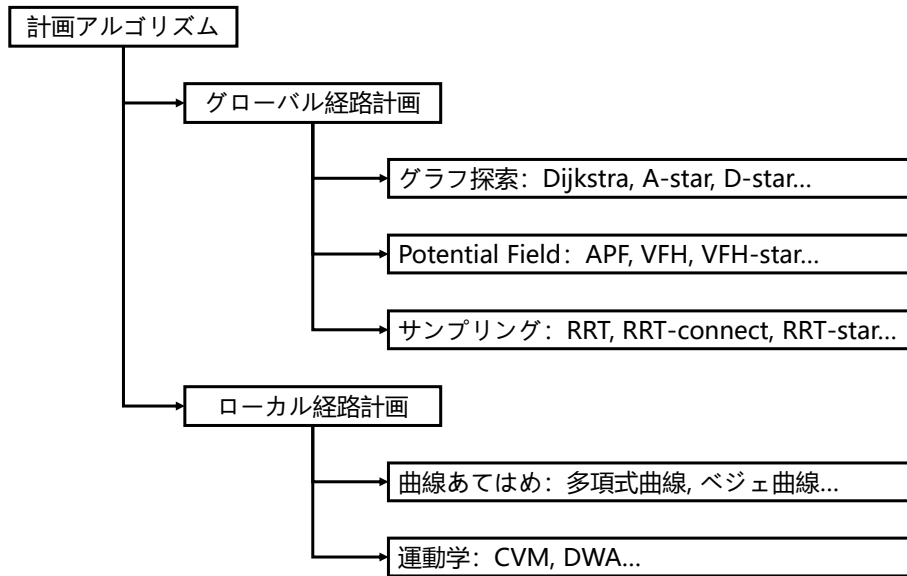 計画アルゴリズム
グローバル経路計画
グラフ探索：Dijkstra, A-star, D-star...
Potential Field：APF, VFH, VFH-star...
サンプリング：RRT, RRT-connect, RRT-star...
ローカル経路計画
曲線あてはめ：多項式曲線, ベジェ曲線...
運動学：CVM, DWA...